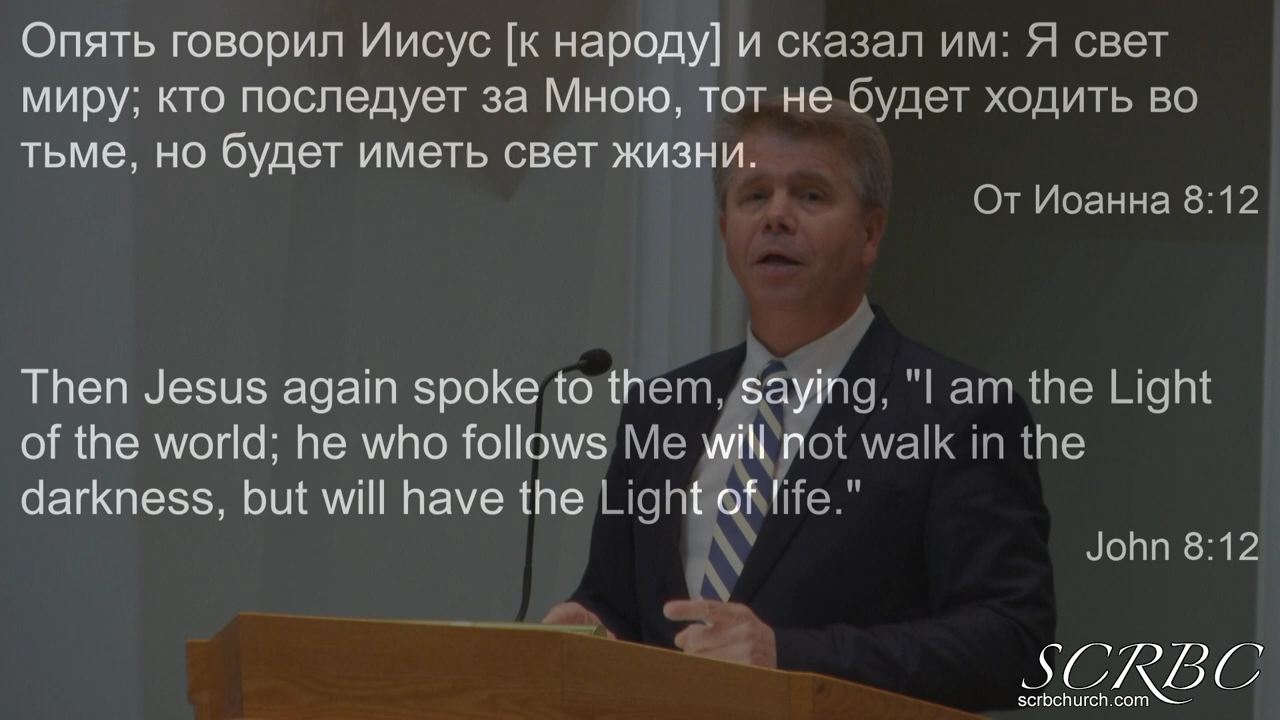 Опять говорил Иисус [к народу] и сказал им: Я свет
миру; кто последует за Мною, тот не будет ходить во
тьме, но будет иметь свет жизни.
От Иоанна 8:12
Then Jesus again spoke to them, saying, "I am the Light
of the world; he who follows Me will not walk in the
darkness, but will have the Light of life."
John 8:12
SCRBC
scrbchurch.com